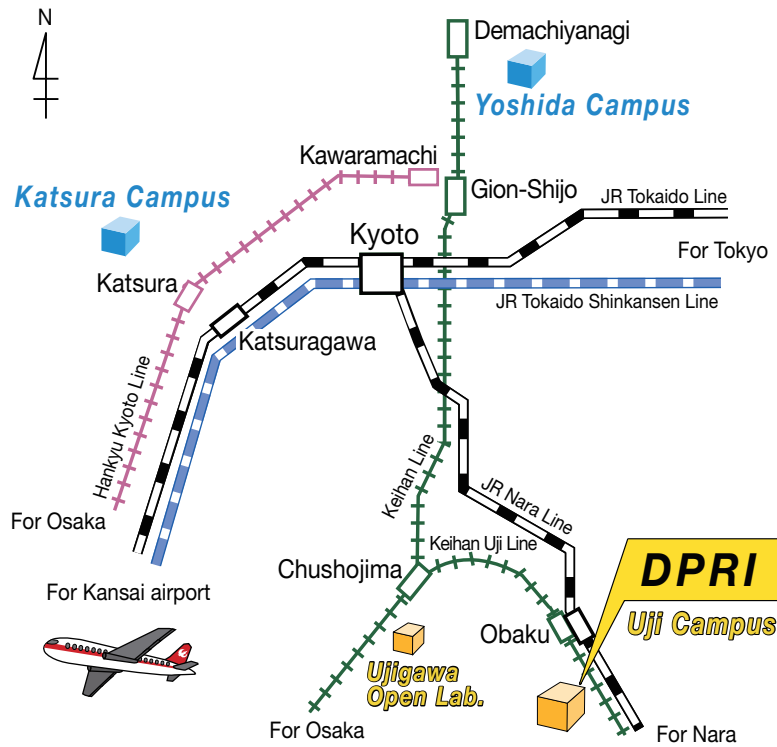 N
Demachiyanagi
Yoshida Campus
Kawaramachi
Gion-Shijo
JR Tokaido Line
Katsura Campus
Kyoto
For Tokyo
Katsura
JR Tokaido Shinkansen Line
Katsuragawa
Hankyu Kyoto Line
Keihan Line
JR Nara Line
For Osaka
Keihan Uji Line
Chushojima
DPRI
For Kansai airport
Obaku
Uji Campus
Ujigawa
Open Lab.
For Osaka
For Nara